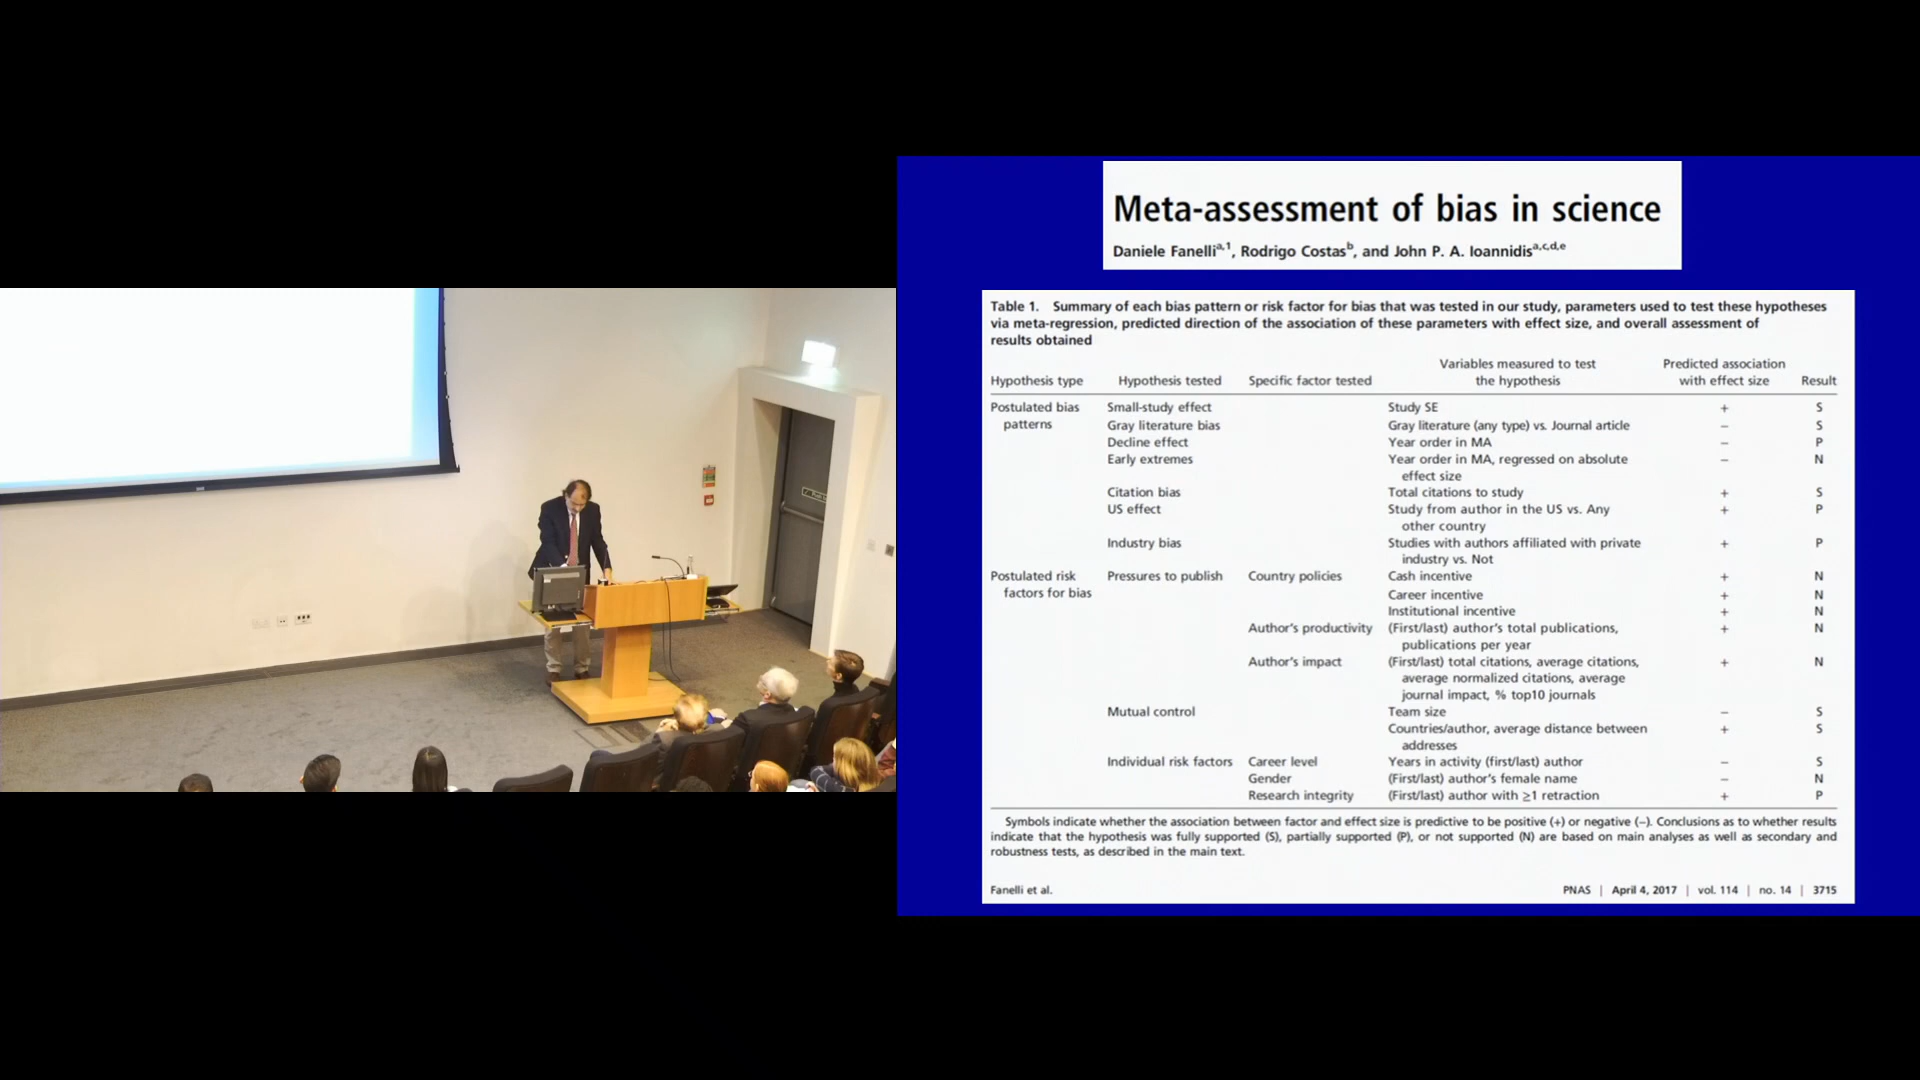 Meta-assessment of bias in science
Daniele Fanelliᵃ,¹, Rodrigo Costasᵇ, and John P. A. Ioannidisᵃ,ᶜ,ᵈ,ᵉ
Table 1. Summary of each bias pattern or risk factor for bias that was tested in our study, parameters used to test these hypotheses
via meta-regression, predicted direction of the association of these parameters with effect size, and overall assessment of
results obtained
Variables measured to test Predicted association
Hypothesis type Hypothesis tested Specific factor tested the hypothesis with effect size Result
Postulated bias Small-study effect Study SE + S
patterns Gray literature bias Gray literature (any type) vs. Journal article − S
Decline effect Year order in MA − P
Early extremes Year order in MA, regressed on absolute − N
effect size
Citation bias Total citations to study + S
US effect Study from author in the US vs. Any + P
other country
Industry bias Studies with authors affiliated with private + P
industry vs. Not
Postulated risk Pressures to publish Country policies Cash incentive + N
factors for bias Career incentive + N
Institutional incentive + N
Author's productivity (First/last) author's total publications, + N
publications per year
Author's impact (First/last) total citations, average citations, + N
average normalized citations, average
journal impact, % top10 journals
Mutual control Team size − S
Countries/author, average distance between + S
addresses
Individual risk factors Career level Years in activity (first/last) author − S
Gender (First/last) author's female name − N
Research integrity (First/last) author with ≥1 retraction + P
Symbols indicate whether the association between factor and effect size is predictive to be positive (+) or negative (−). Conclusions as to whether results
indicate that the hypothesis was fully supported (S), partially supported (P), or not supported (N) are based on main analyses as well as secondary and
robustness tests, as described in the main text.
Fanelli et al. PNAS | April 4, 2017 | vol. 114 | no. 14 | 3715